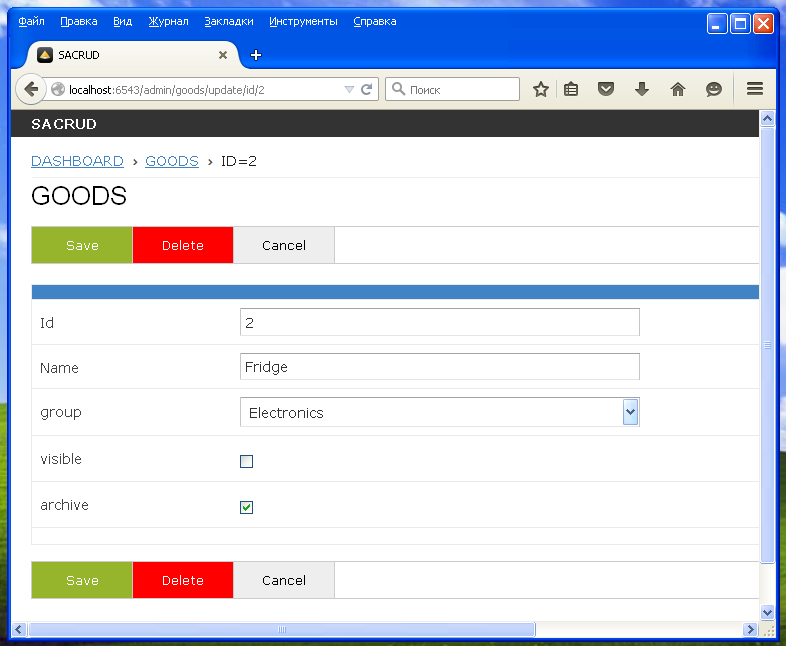 Файл Правка Вид Журнал Закладки Инструменты Справка
SACRUD
localhost:6543/admin/goods/update/id/2
Поиск
SACRUD
DASHBOARD › GOODS › ID=2
GOODS
Save Delete Cancel
Id 2
Name Fridge
group Electronics
visible
archive
Save Delete Cancel